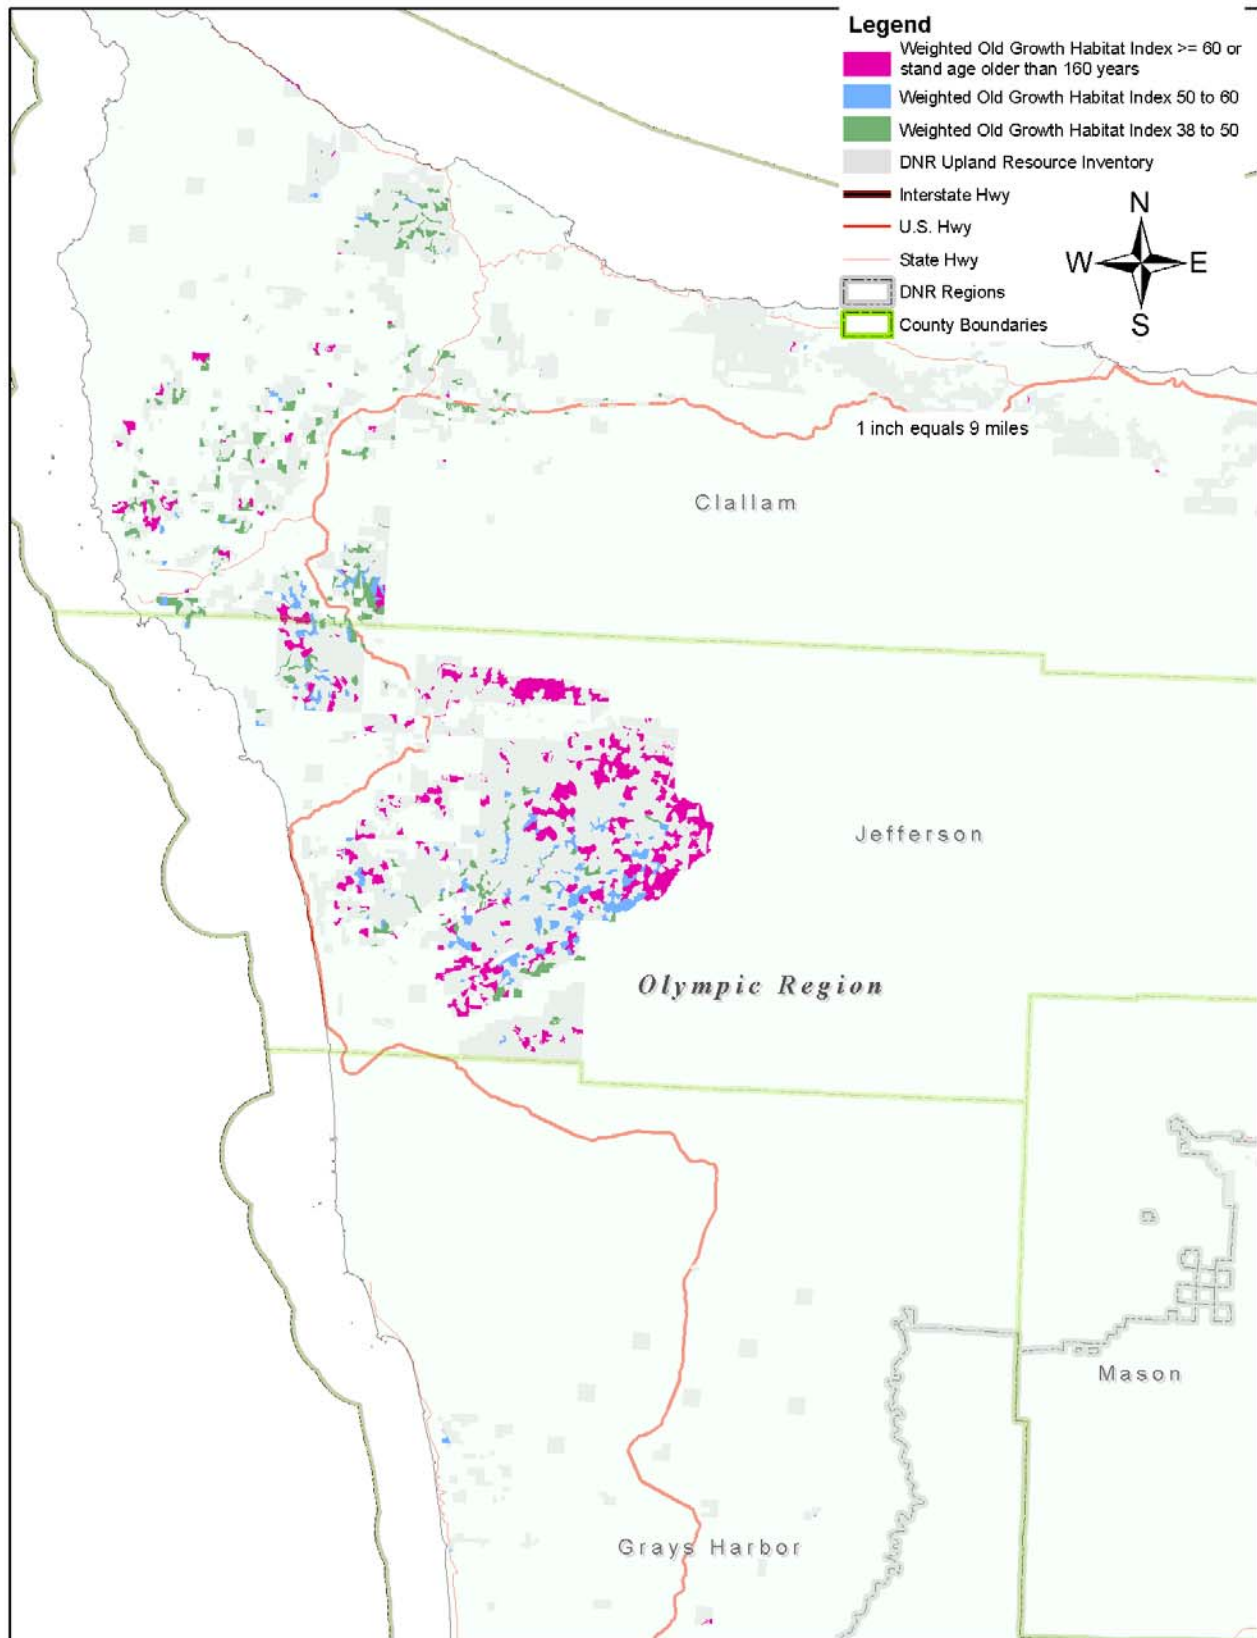 Legend
Weighted Old Growth Habitat Index >= 60 or
stand age older than 160 years
Weighted Old Growth Habitat Index 50 to 60
Weighted Old Growth Habitat Index 38 to 50
DNR Upland Resource Inventory
Interstate Hwy
U.S. Hwy
State Hwy
DNR Regions
County Boundaries
N
W
E
S
1 inch equals 9 miles
Clallam
Jefferson
Olympic Region
Mason
Grays Harbor